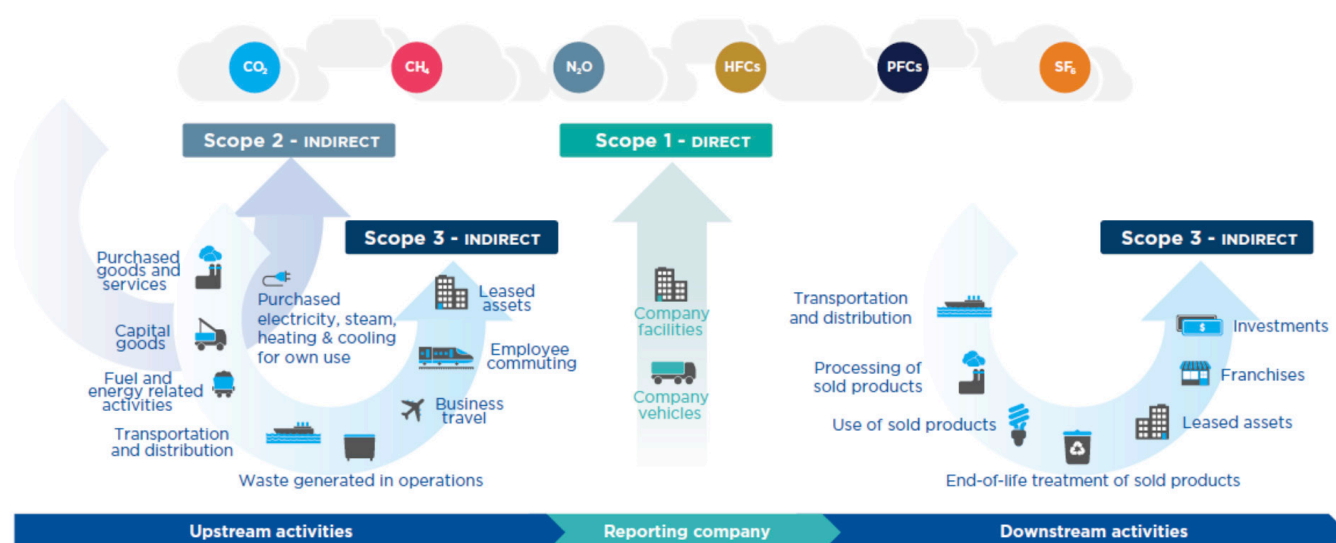 CO₂
CH₄
N₂O
HFCs
PFCs
SF₆
Scope 2 - INDIRECT
Scope 1 - DIRECT
Scope 3 - INDIRECT
Scope 3 - INDIRECT
Purchased
goods and
services
Capital
goods
Fuel and
energy related
activities
Transportation
and distribution
Purchased
electricity, steam,
heating & cooling
for own use
Waste generated in operations
Business
travel
Employee
commuting
Leased
assets
Company
facilities
Company
vehicles
Transportation
and distribution
Processing of
sold products
Use of sold products
End-of-life treatment of sold products
Leased assets
Franchises
$
Investments
Upstream activities
Reporting company
Downstream activities